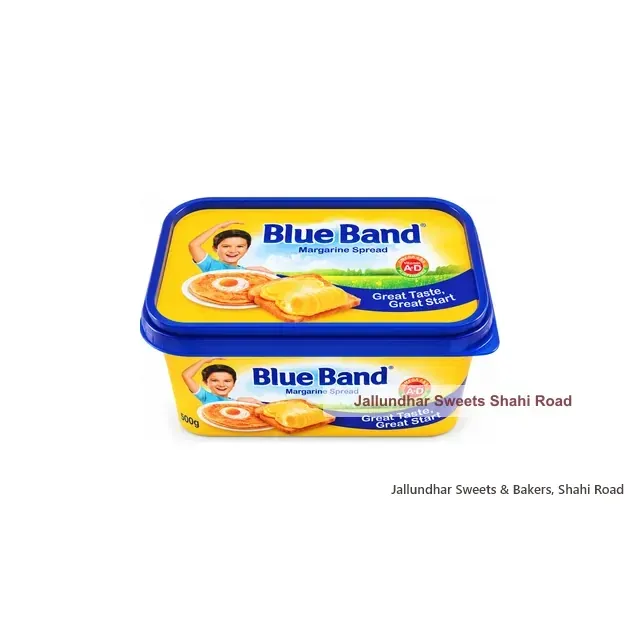 Blue Band®
Margarine Spread
A+D
Great Taste,
Great Start
Blue Band®
Margarine Spread
A+D
Jallundhar Sweets Shahi Road
Great Taste,
Great Start
500g
Jallundhar Sweets & Bakers, Shahi Road